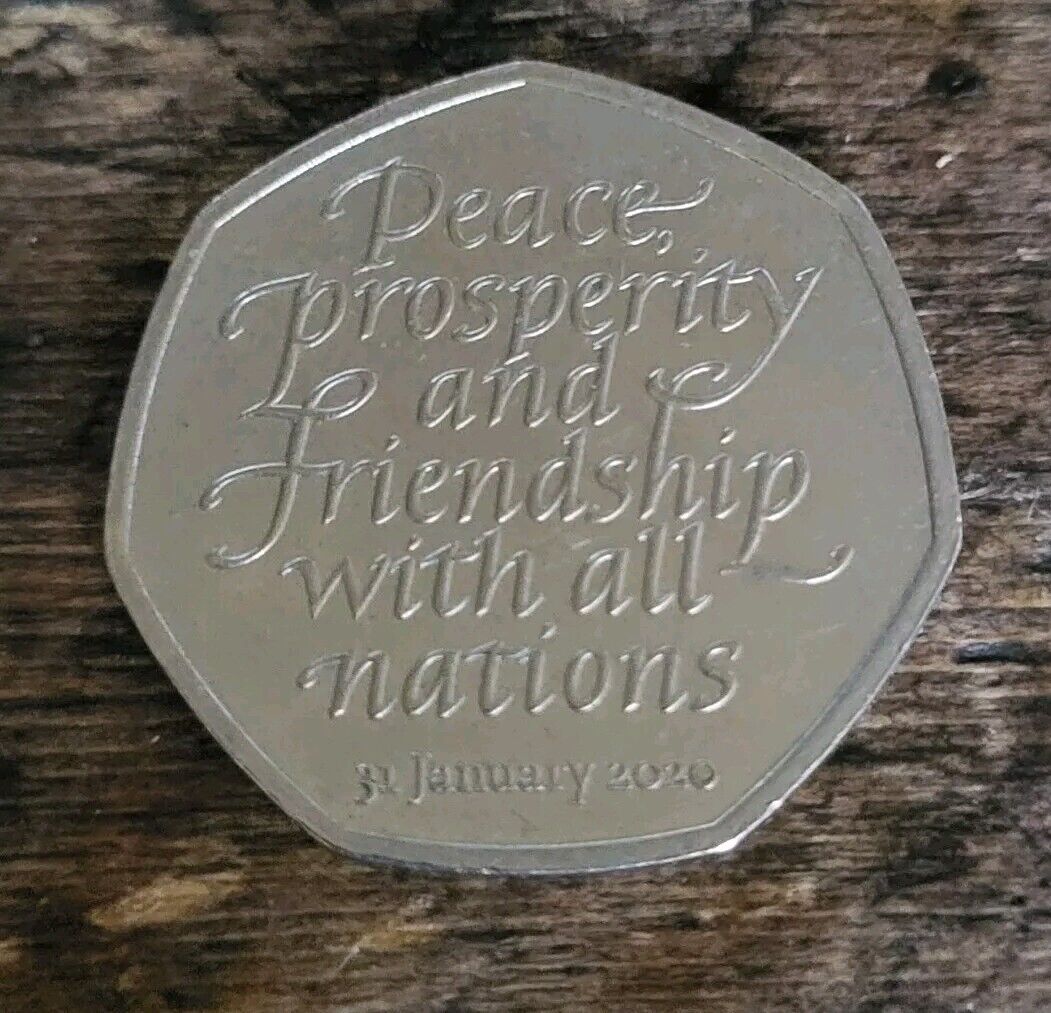 Peace,
prosperity
and
friendship
with all
nations
31 January 2020